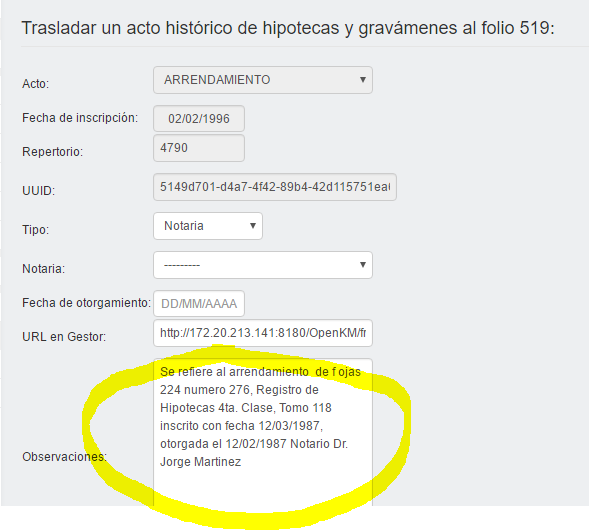 Trasladar un acto histórico de hipotecas y gravámenes al folio 519:
Acto: ARRENDAMIENTO
Fecha de inscripción: 02/02/1996
Repertorio: 4790
UUID: 5149d701-d4a7-4f42-89b4-42d115751ea
Tipo: Notaria
Notaria: ---------
Fecha de otorgamiento: DD/MM/AAAA
URL en Gestor: http://172.20.213.141:8180/OpenKM/fr
Observaciones:
Se refiere al arrendamiento de f ojas
224 numero 276, Registro de
Hipotecas 4ta. Clase, Tomo 118
inscrito con fecha 12/03/1987,
otorgada el 12/02/1987 Notario Dr.
Jorge Martinez